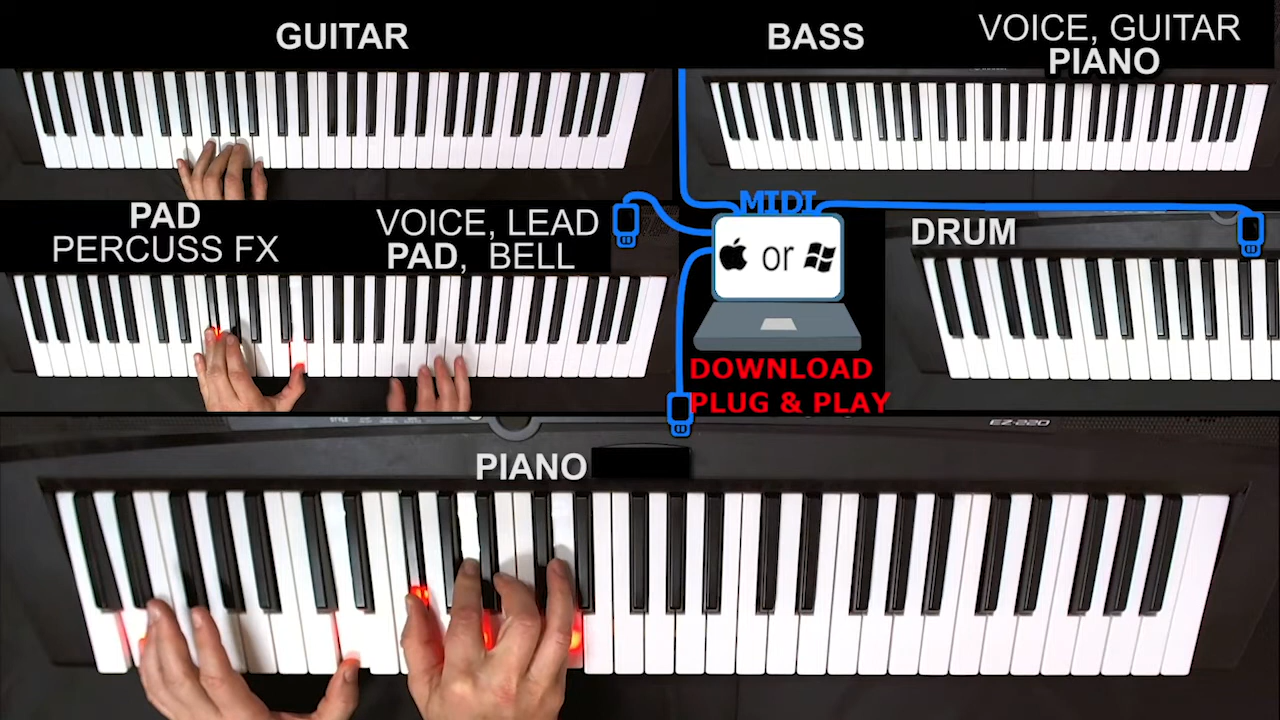 GUITAR
BASS
VOICE, GUITAR
PIANO
PAD
PERCUSS FX
VOICE, LEAD
PAD, BELL
MIDI
or
DRUM
DOWNLOAD
PLUG & PLAY
EZ-220
PIANO